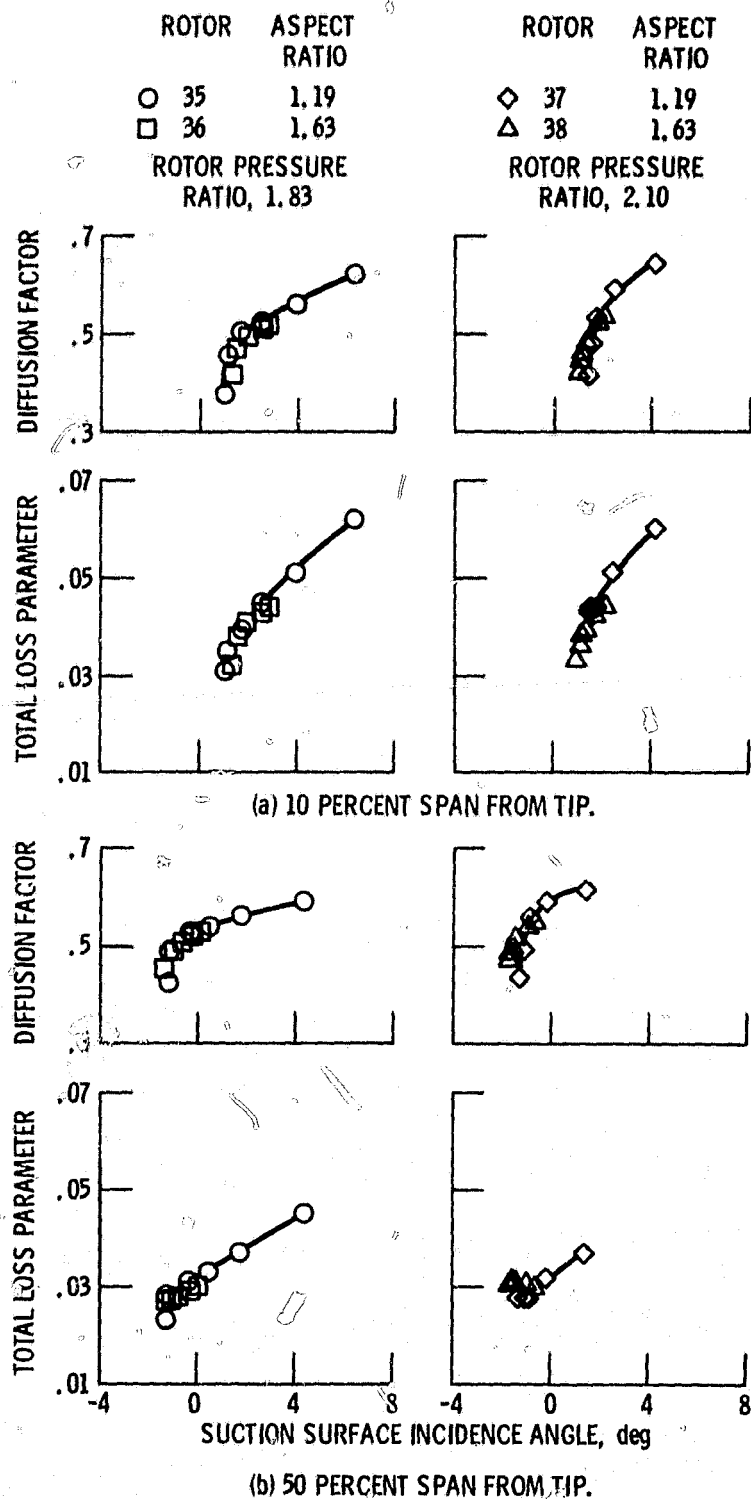 ROTOR ASPECT RATIO
○ 35 1.19
□ 36 1.63
ROTOR PRESSURE
RATIO, 1.83
ROTOR ASPECT RATIO
◇ 37 1.19
△ 38 1.63
ROTOR PRESSURE
RATIO, 2.10
DIFFUSION FACTOR
.7
.5
.3
TOTAL LOSS PARAMETER
.07
.05
.03
.01
(a) 10 PERCENT SPAN FROM TIP.
DIFFUSION FACTOR
.7
.5
TOTAL LOSS PARAMETER
.07
.05
.03
.01
-4 0 4 8 -4 0 4 8
SUCTION SURFACE INCIDENCE ANGLE, deg
(b) 50 PERCENT SPAN FROM TIP.